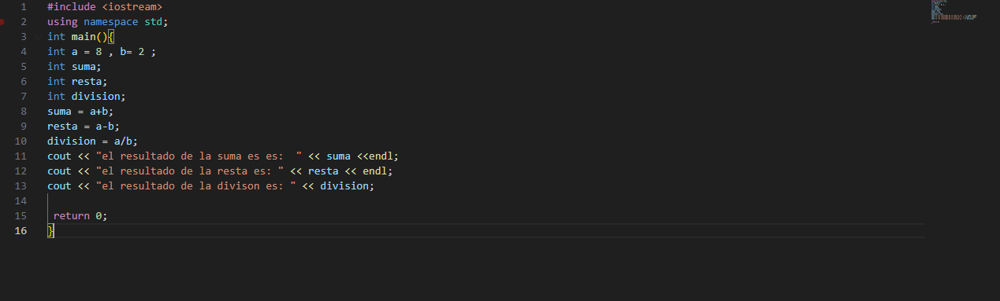 1 #include <iostream>
2 using namespace std;
3 int main(){
4 int a = 8 , b= 2 ;
5 int suma;
6 int resta;
7 int division;
8 suma = a+b;
9 resta = a-b;
10 division = a/b;
11 cout << "el resultado de la suma es es:  " << suma <<endl;
12 cout << "el resultado de la resta es: " << resta << endl;
13 cout << "el resultado de la divison es: " << division;
14
15  return 0;
16 }